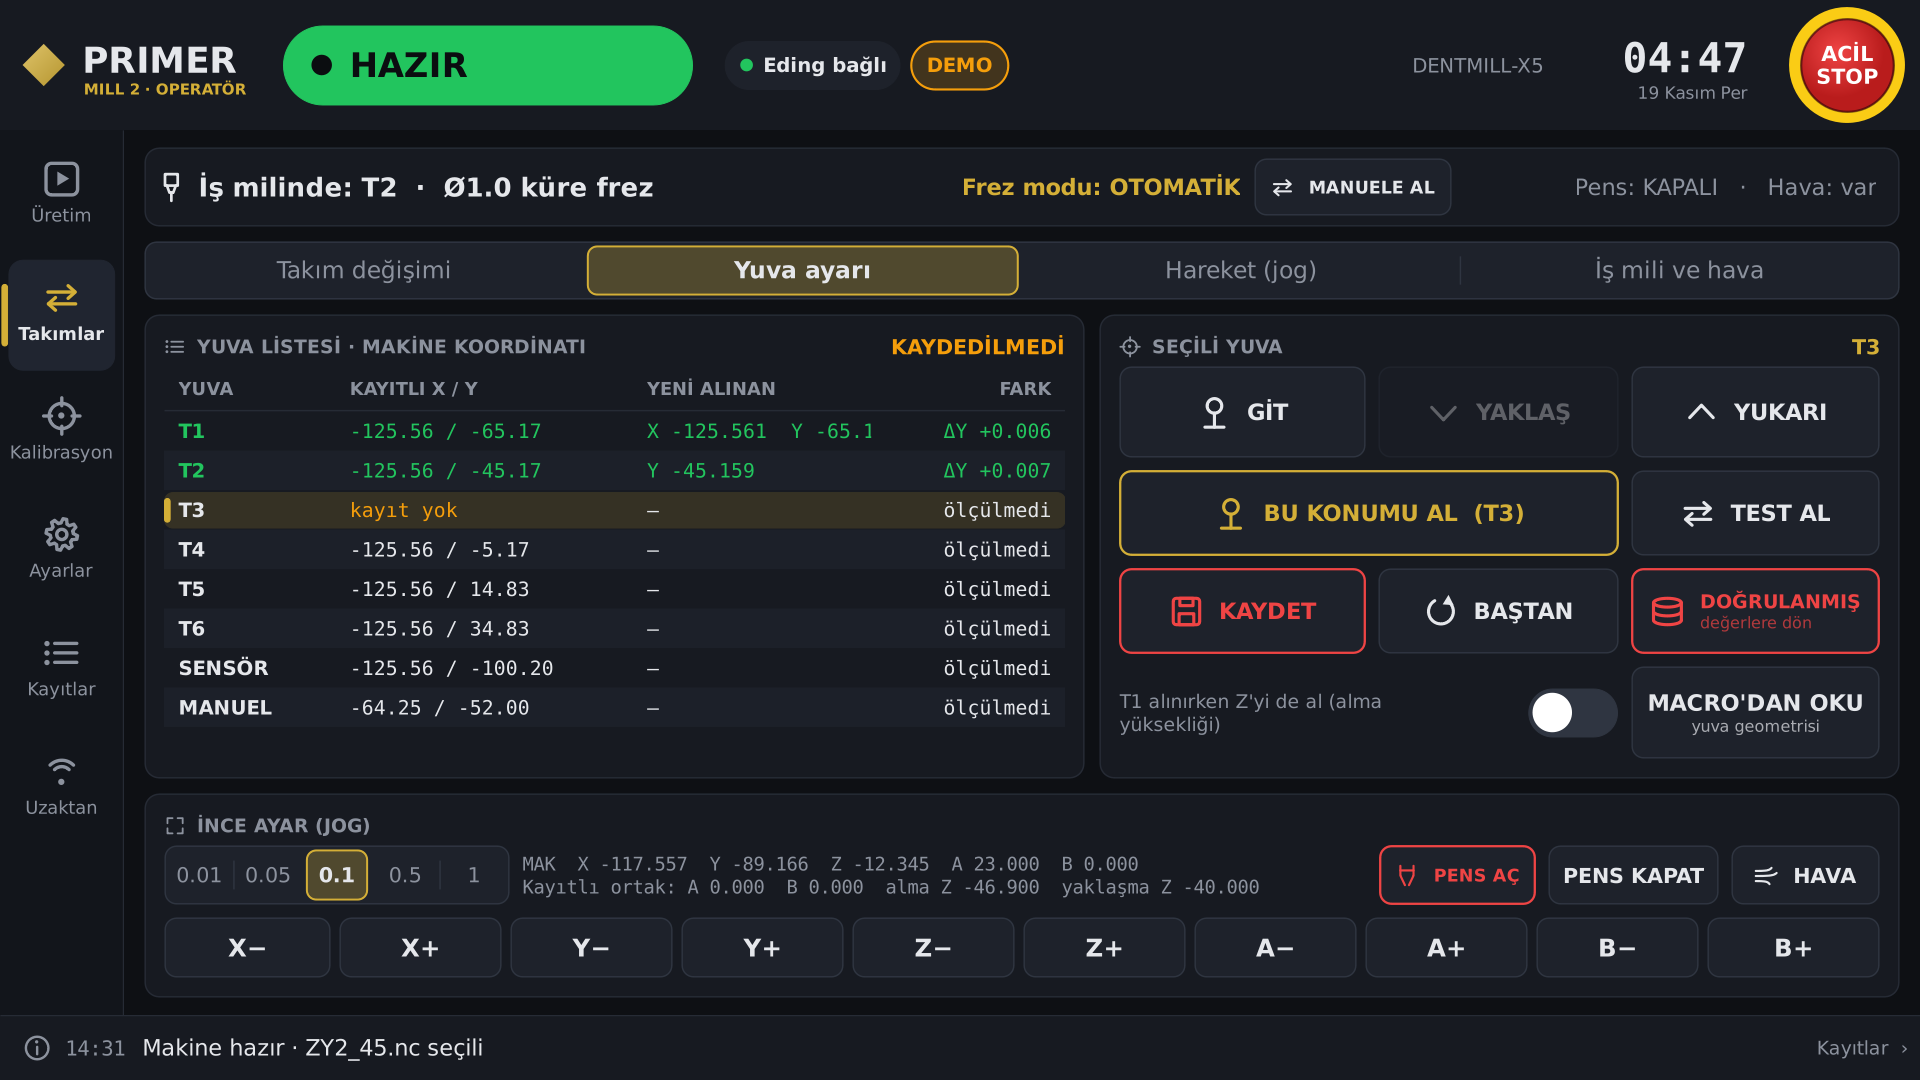 PRIMER
MILL 2 · OPERATÖR
HAZIR
Eding bağlı
DEMO
DENTMILL-X5
04:47
19 Kasım Per
ACİL
STOP
Üretim
Takımlar
Kalibrasyon
Ayarlar
Kayıtlar
Uzaktan
İş milinde: T2 · Ø1.0 küre frez
Frez modu: OTOMATİK
MANUELE AL
Pens: KAPALI · Hava: var
Takım değişimi
Yuva ayarı
Hareket (jog)
İş mili ve hava
YUVA LİSTESİ · MAKİNE KOORDİNATI
KAYDEDİLMEDİ
YUVA KAYITLI X / Y YENİ ALINAN FARK
T1 -125.56 / -65.17 X -125.561 Y -65.1 ΔY +0.006
T2 -125.56 / -45.17 Y -45.159 ΔY +0.007
T3 kayıt yok — ölçülmedi
T4 -125.56 / -5.17 — ölçülmedi
T5 -125.56 / 14.83 — ölçülmedi
T6 -125.56 / 34.83 — ölçülmedi
SENSÖR -125.56 / -100.20 — ölçülmedi
MANUEL -64.25 / -52.00 — ölçülmedi
SEÇİLİ YUVA
T3
GİT
YAKLAŞ
YUKARI
BU KONUMU AL (T3)
TEST AL
KAYDET
BAŞTAN
DOĞRULANMIŞ
değerlere dön
T1 alınırken Z'yi de al (alma
yüksekliği)
MACRO'DAN OKU
yuva geometrisi
İNCE AYAR (JOG)
0.01 0.05 0.1 0.5 1
MAK X -117.557 Y -89.166 Z -12.345 A 23.000 B 0.000
Kayıtlı ortak: A 0.000 B 0.000 alma Z -46.900 yaklaşma Z -40.000
PENS AÇ
PENS KAPAT
HAVA
X− X+ Y− Y+ Z− Z+ A− A+ B− B+
14:31 Makine hazır · ZY2_45.nc seçili
Kayıtlar ›